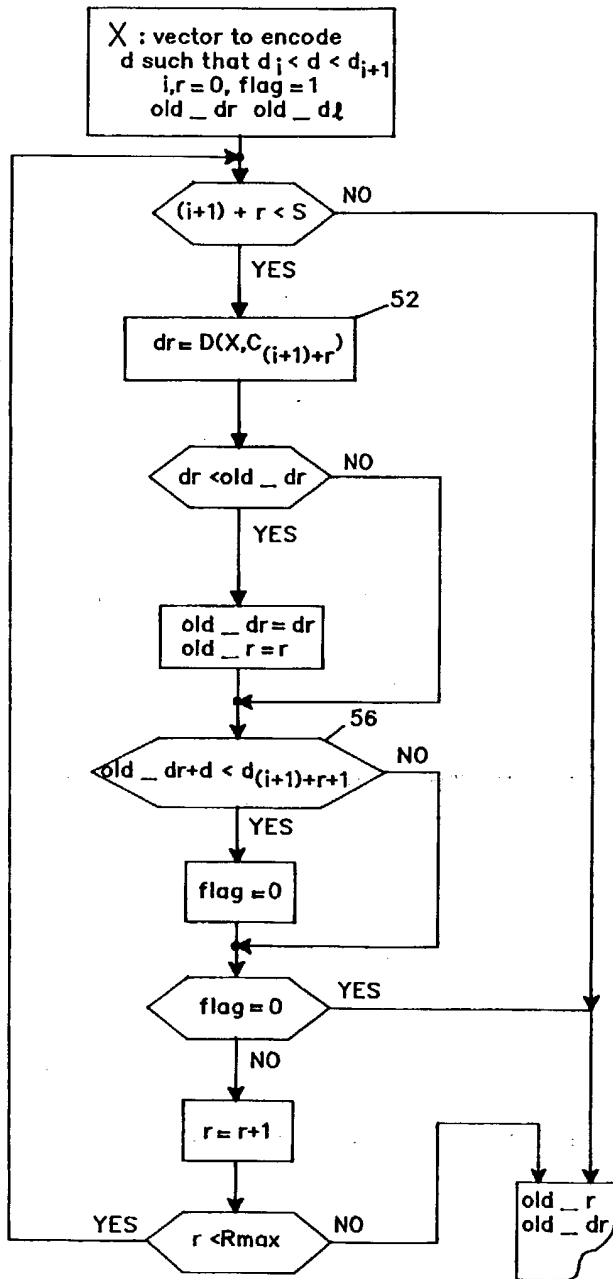 X : vector to encode
d such that d_i < d < d_{i+1}
i,r = 0, flag = 1
old _ dr old _ dℓ
(i+1) + r < S
NO
YES
52
dr = D(X,C_{(i+1)+r})
dr <old _ dr
NO
YES
old _ dr = dr
old _ r = r
56
old _ dr+d < d_{(i+1)+r+1}
NO
YES
flag = 0
flag = 0
YES
NO
r = r+1
r <Rmax
YES
NO
old _ r
old _ dr